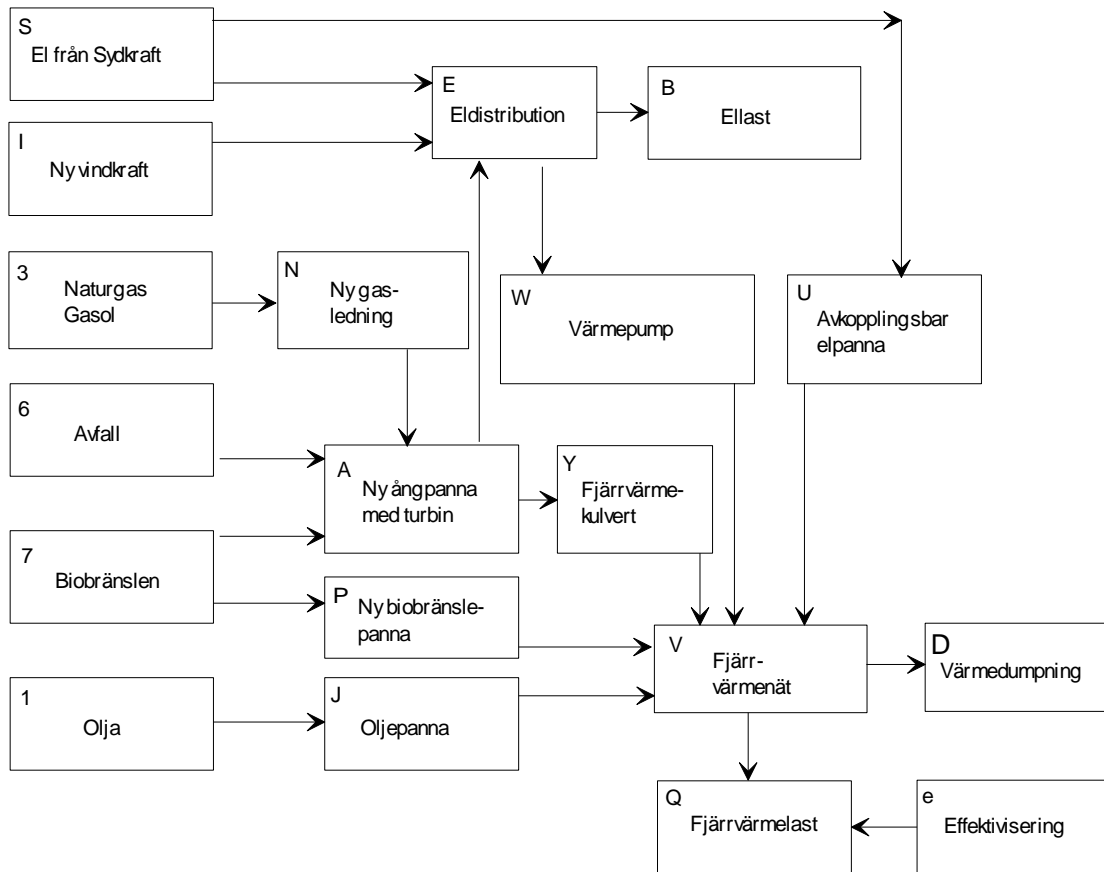 S
El från Sydkraft
E
Eldistribution
B
Ellast
I
Ny vindkraft
3
Naturgas
Gasol
N
Ny gas-
ledning
W
Värmepump
U
Avkopplingsbar
elpanna
6
Avfall
A
Ny ångpanna
med turbin
Y
Fjärrvärme-
kulvert
7
Biobränslen
P
Ny biobränsle-
panna
V
Fjärr-
värmenät
D
Värmedumpning
1
Olja
J
Oljepanna
Q
Fjärrvärmelast
e
Effektivisering